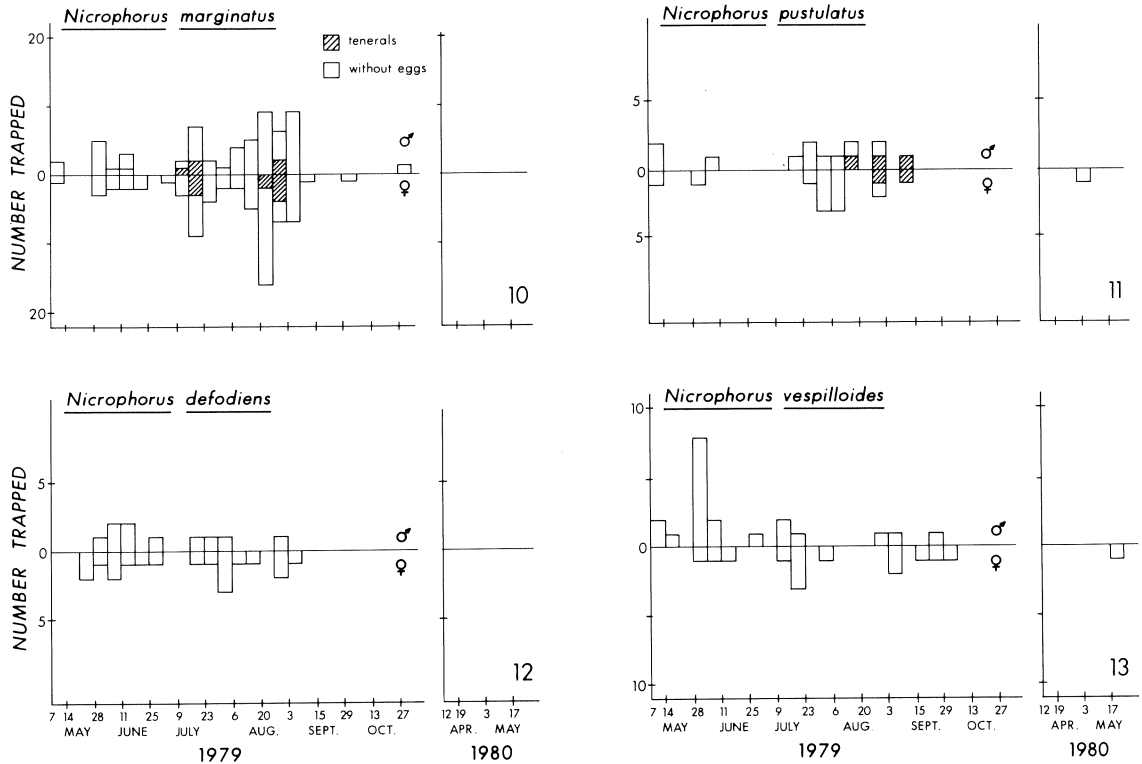 Nicrophorus marginatus
20
tenerals
without eggs
NUMBER TRAPPED
0
♂
♀
20
10
Nicrophorus pustulatus
5
0
♂
♀
5
11
Nicrophorus defodiens
NUMBER TRAPPED
5
0
♂
♀
5
12
7 14 28 11 25 9 23 6 20 3 15 29 13 27
MAY JUNE JULY AUG. SEPT. OCT.
1979
12 19 3 17
APR. MAY
1980
Nicrophorus vespilloides
10
0
♂
♀
10
13
7 14 28 11 25 9 23 6 20 3 15 29 13 27
MAY JUNE JULY AUG. SEPT. OCT.
1979
12 19 3 17
APR. MAY
1980